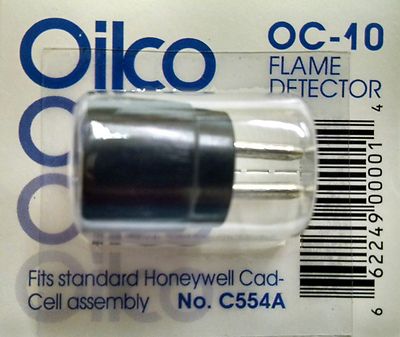 Oilco
OC-10
FLAME
DETECTOR
Fits standard Honeywell Cad-
Cell assembly No. C554A
6 62249 00001 4